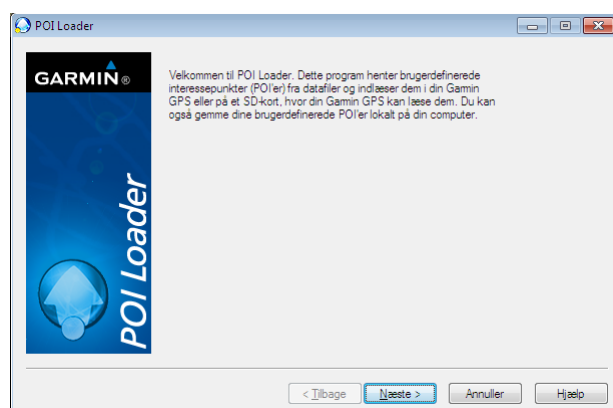 POI Loader
GARMIN®
POI Loader
Velkommen til POI Loader. Dette program henter brugerdefinerede
interessepunkter (POI'er) fra datafiler og indlæser dem i din Garmin
GPS eller på et SD-kort, hvor din Garmin GPS kan læse dem. Du kan
også gemme dine brugerdefinerede POI'er lokalt på din computer.
< Tilbage
Næste >
Annuller
Hjælp